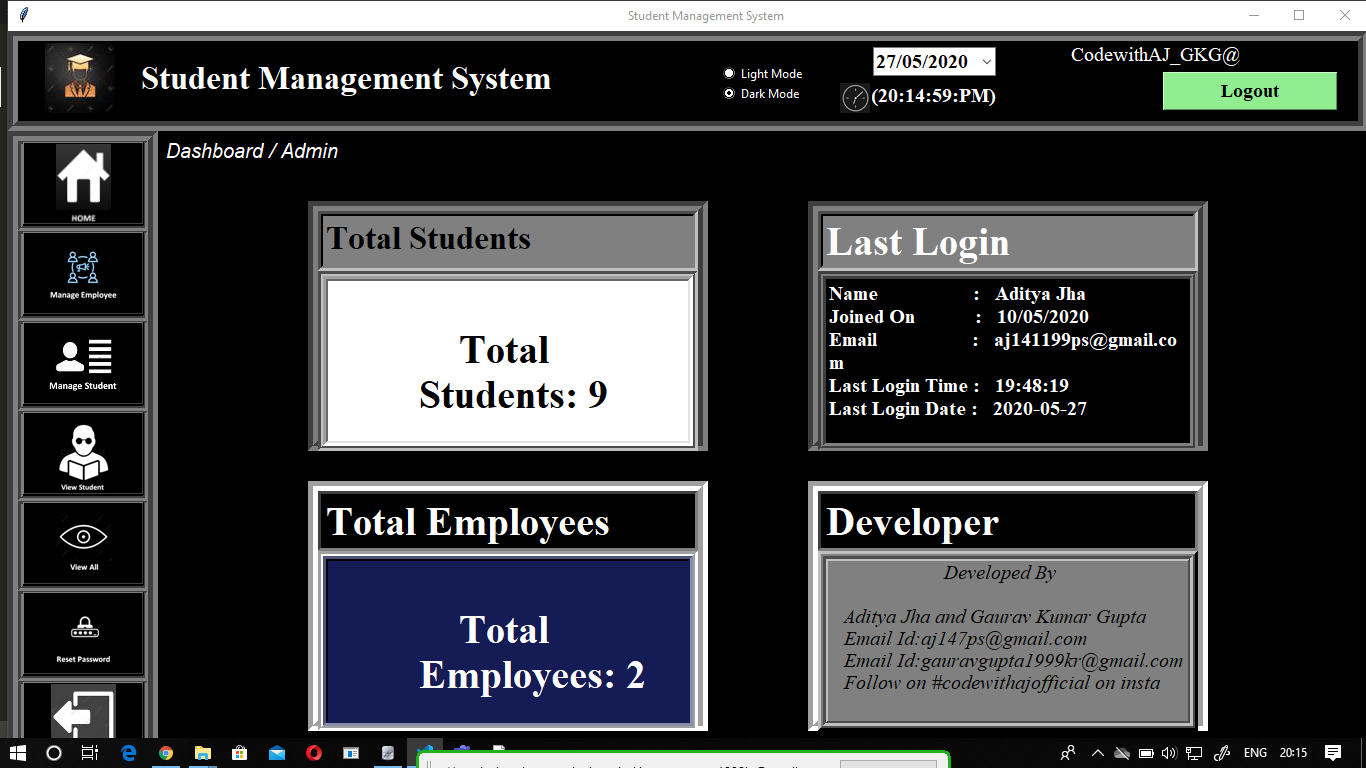 Student Management System
Student Management System
Light Mode
Dark Mode
27/05/2020
(20:14:59:PM)
CodewithAJ_GKG@
Logout
Dashboard / Admin
HOME
Manage Employee
Manage Student
View Student
View All
Reset Password
Total Students
Total
Students: 9
Last Login
Name : Aditya Jha
Joined On : 10/05/2020
Email : aj141199ps@gmail.co
m
Last Login Time : 19:48:19
Last Login Date : 2020-05-27
Total Employees
Total
Employees: 2
Developer
Developed By
Aditya Jha and Gaurav Kumar Gupta
Email Id:aj147ps@gmail.com
Email Id:gauravgupta1999kr@gmail.com
Follow on #codewithajofficial on insta
ENG
20:15